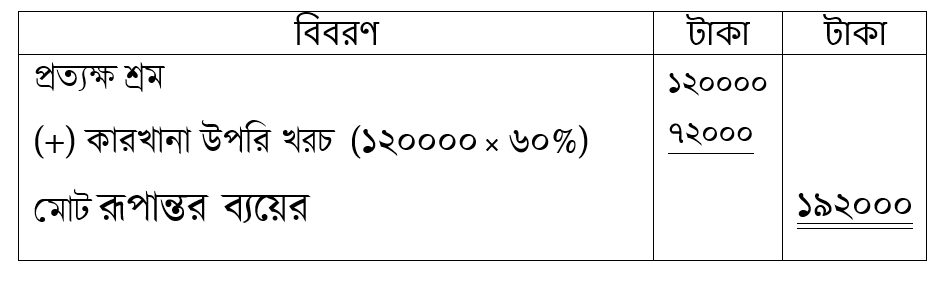 বিবরণ টাকা টাকা
প্রত্যক্ষ শ্রম ১২০০০০
(+) কারখানা উপরি খরচ (১২০০০০ × ৬০%) ৭২০০০
মোট রূপান্তর ব্যয়ের ১৯২০০০